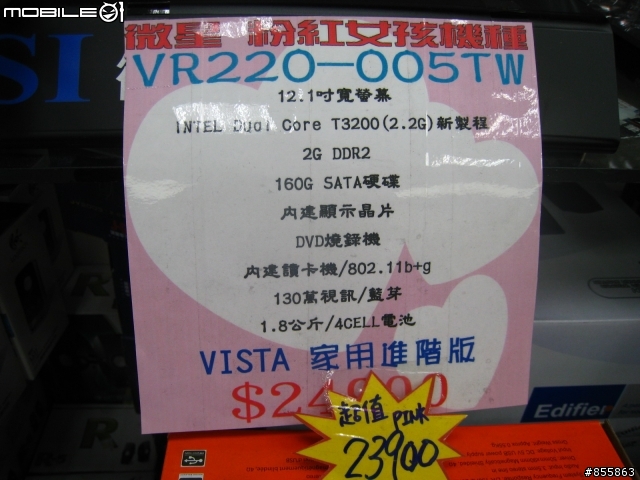 MOBILE01
SI
微星 粉紅女孩機種
VR220-005TW
12.1吋寬螢幕
INTEL Dual Core T3200(2.2G)新製程
2G DDR2
160G SATA硬碟
內建顯示晶片
DVD燒錄機
內建讀卡機/802.11b+g
130萬視訊/藍芽
1.8公斤/4CELL電池
VISTA 家用進階版
$24900
超值 PINK
23900
Edifier
#855863